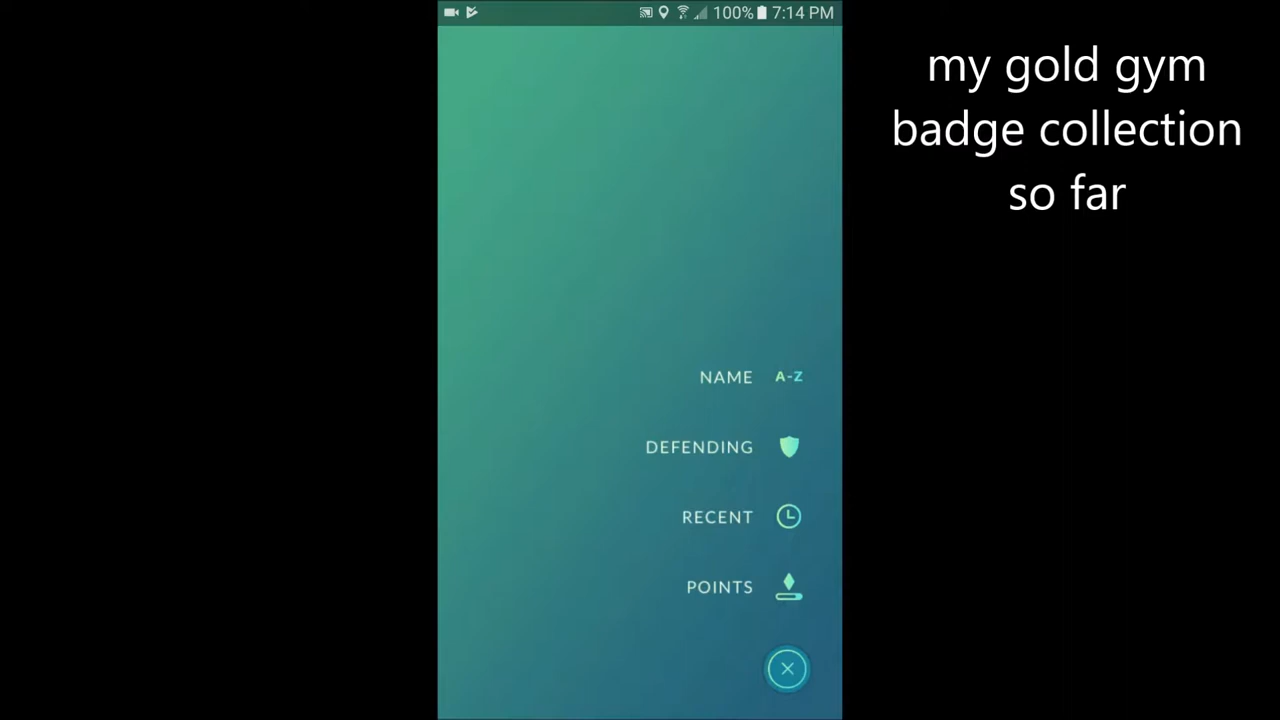 100% 7:14 PM
my gold gym
badge collection
so far
NAME A-Z
DEFENDING
RECENT
POINTS